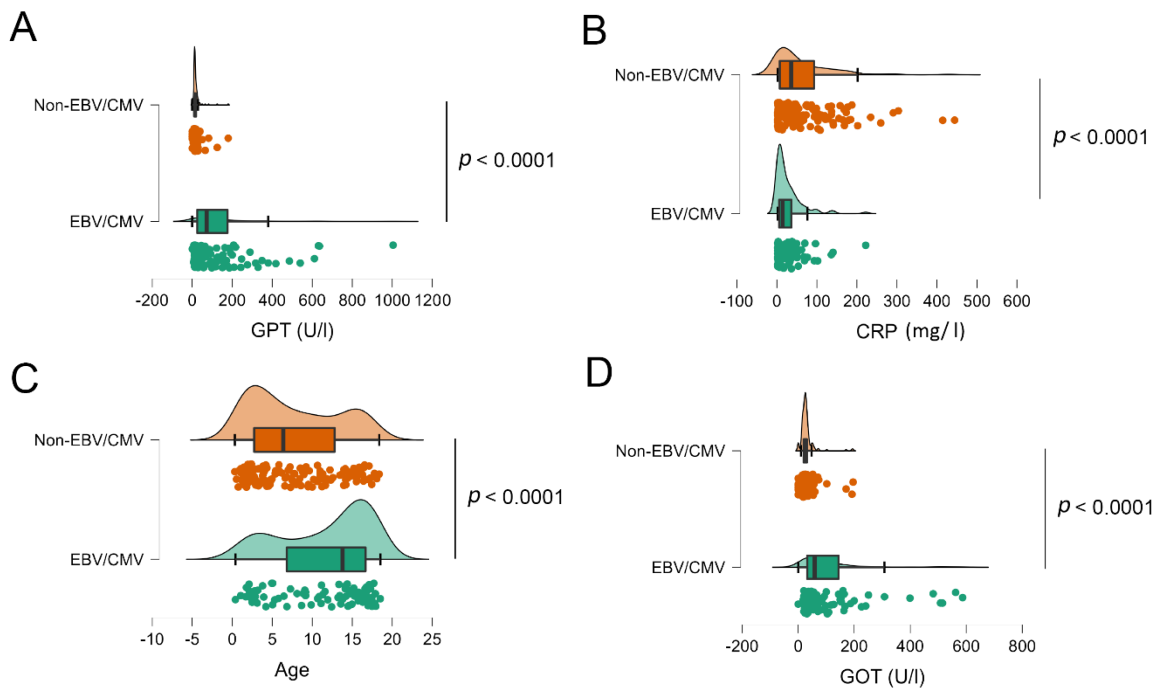 A
Non-EBV/CMV
EBV/CMV
p < 0.0001
-200 0 200 400 600 800 1000 1200
GPT (U/l)
B
Non-EBV/CMV
EBV/CMV
p < 0.0001
-100 0 100 200 300 400 500 600
CRP (mg/ l)
C
Non-EBV/CMV
EBV/CMV
p < 0.0001
-10 -5 0 5 10 15 20 25
Age
D
Non-EBV/CMV
EBV/CMV
p < 0.0001
-200 0 200 400 600 800
GOT (U/l)